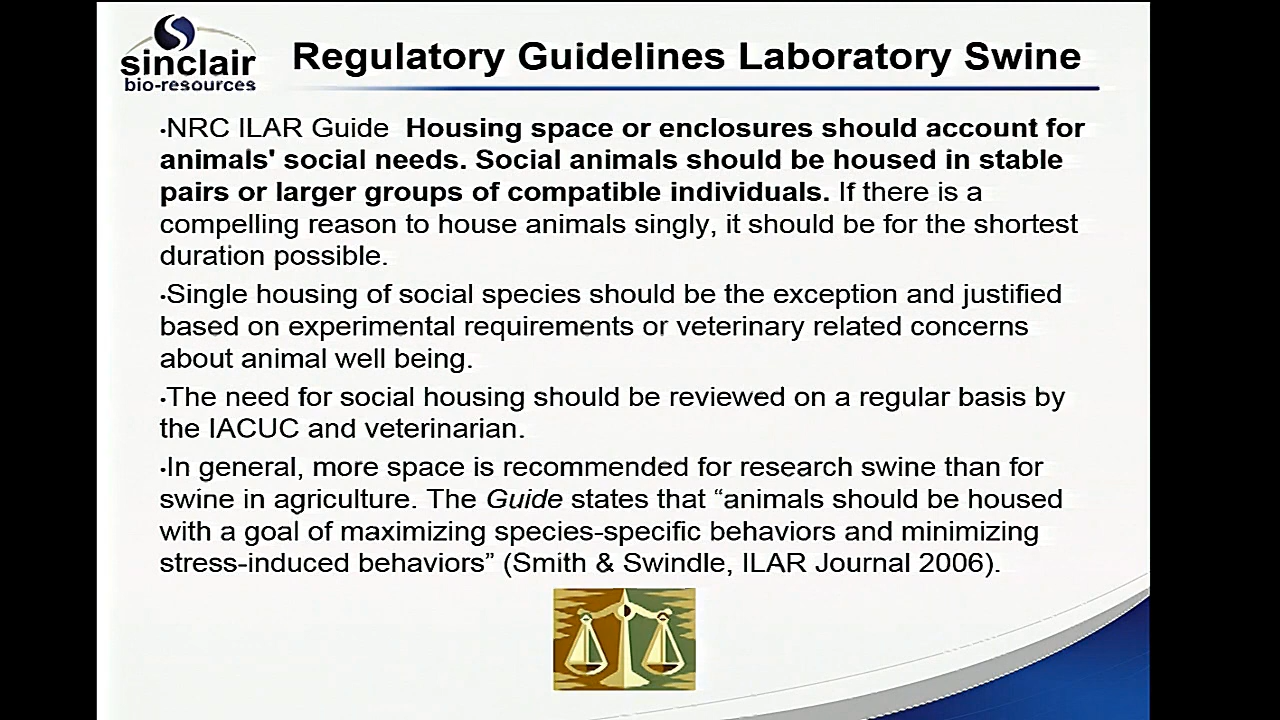 sinclair
bio-resources
Regulatory Guidelines Laboratory Swine
•NRC ILAR Guide  Housing space or enclosures should account for
animals' social needs. Social animals should be housed in stable
pairs or larger groups of compatible individuals. If there is a
compelling reason to house animals singly, it should be for the shortest
duration possible.
•Single housing of social species should be the exception and justified
based on experimental requirements or veterinary related concerns
about animal well being.
•The need for social housing should be reviewed on a regular basis by
the IACUC and veterinarian.
•In general, more space is recommended for research swine than for
swine in agriculture. The Guide states that “animals should be housed
with a goal of maximizing species-specific behaviors and minimizing
stress-induced behaviors” (Smith & Swindle, ILAR Journal 2006).